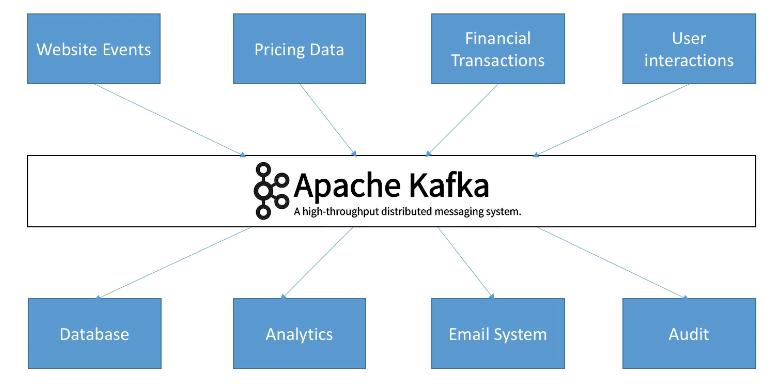 Website Events
Pricing Data
Financial
Transactions
User
interactions
Apache Kafka
A high-throughput distributed messaging system.
Database
Analytics
Email System
Audit